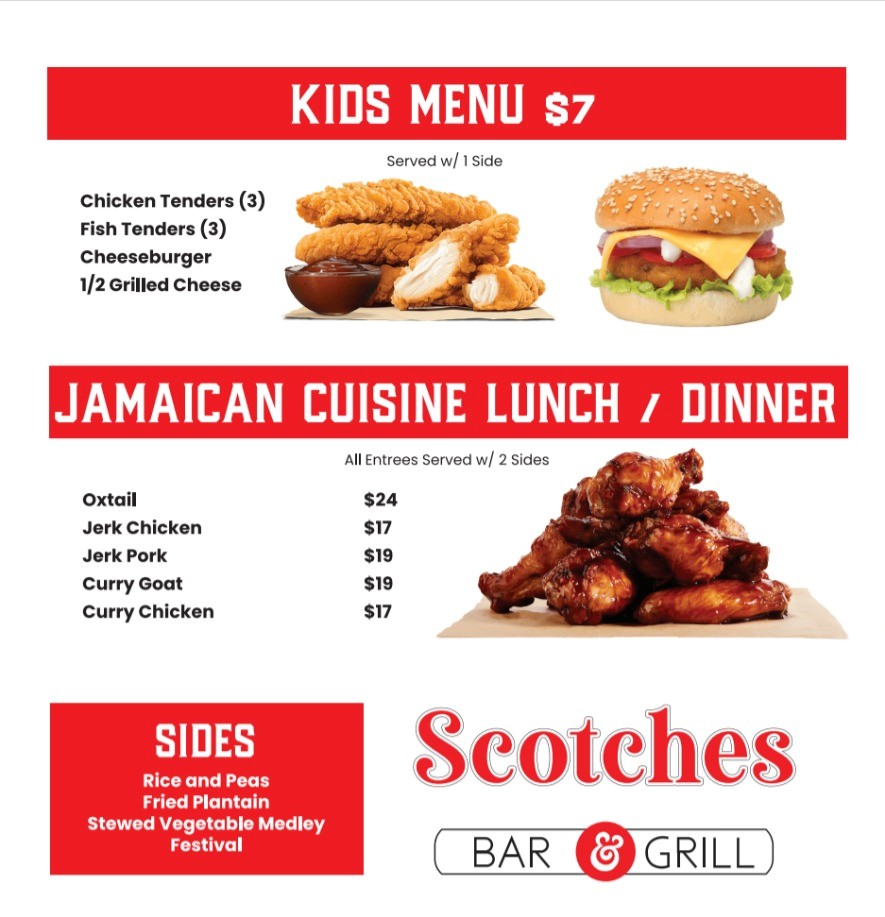 KIDS MENU $7
Served w/ 1 Side
Chicken Tenders (3)
Fish Tenders (3)
Cheeseburger
1/2 Grilled Cheese
JAMAICAN CUISINE LUNCH / DINNER
All Entrees Served w/ 2 Sides
Oxtail $24
Jerk Chicken $17
Jerk Pork $19
Curry Goat $19
Curry Chicken $17
SIDES
Rice and Peas
Fried Plantain
Stewed Vegetable Medley
Festival
Scotches
BAR & GRILL